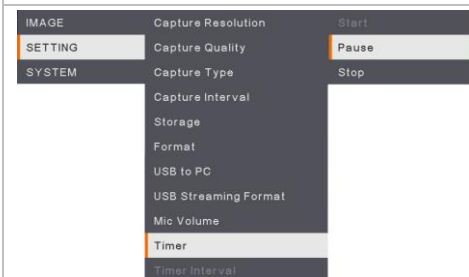 IMAGE
SETTING
SYSTEM
Capture Resolution
Capture Quality
Capture Type
Capture Interval
Storage
Format
USB to PC
USB Streaming Format
Mic Volume
Timer
Timer Interval
Start
Pause
Stop